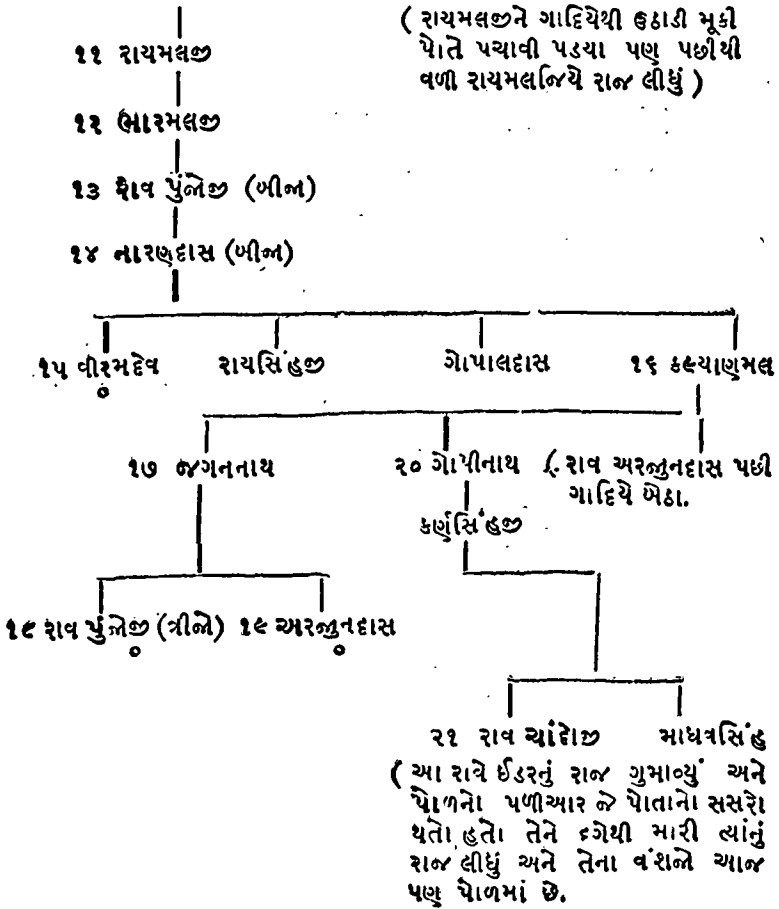 (રાયમલજીને ગાદિયેથી ઉઠાડી મૂકી
પોતે પચાવી પડયા પણ પછીથી
વળી રાયમલજિયે રાજ લીધું)
૧૧ રાયમલજી
૧૨ ભારમલજી
૧૩ રાવ પુંજોજી (બીજા)
૧૪ નારણદાસ (બીજા)
૧૫ વીરમદેવ રાયસિંહજી ગોપાલદાસ ૧૬ કલ્યાણમલ
૧૭ જગનનાથ ૨૦ ગોપીનાથ (રાવ અરજુનદાસ પછી
ગાદિયે બેઠા.
કર્ણસિંહજી
૧૮ રાવ પુંજોજી (ત્રીજો) ૧૯ અરજુનદાસ
૨૧ રાવ ચાંદોજી માધવસિંહ
(આ રાવે ઈડરનું રાજ ગુમાવ્યું અને
પોળનો પળીઆર જે પોતાનો સસરો
થતો હતો તેને દગેથી મારી ત્યાંનું
રાજ લીધું અને તેના વંશજો આજ
પણ પોળમાં છે.